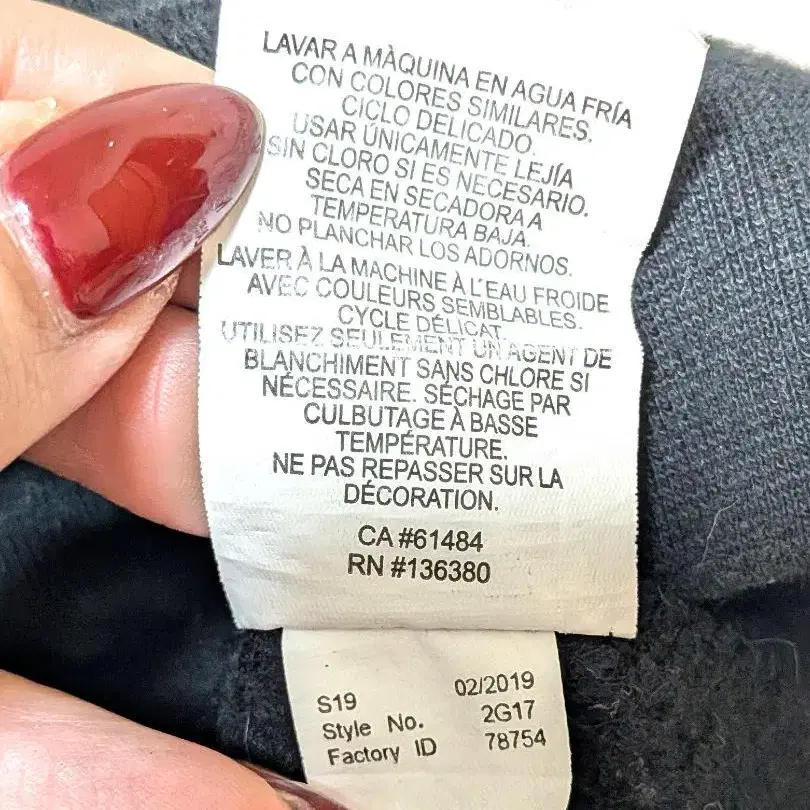 LAVAR A MÀQUINA EN AGUA FRÍA
CON COLORES SIMILARES.
CICLO DELICADO.
USAR ÚNICAMENTE LEJÍA
SIN CLORO SI ES NECESARIO.
SECA EN SECADORA A
TEMPERATURA BAJA.
NO PLANCHAR LOS ADORNOS.
LAVER À LA MACHINE À L'EAU FROIDE
AVEC COULEURS SEMBLABLES.
CYCLE DÉLICAT
UTILISEZ SEULEMENT UN AGENT DE
BLANCHIMENT SANS CHLORE SI
NÉCESSAIRE. SÉCHAGE PAR
CULBUTAGE À BASSE
TEMPÉRATURE.
NE PAS REPASSER SUR LA
DÉCORATION.
CA #61484
RN #136380
S19 02/2019
Style No. 2G17
Factory ID 78754